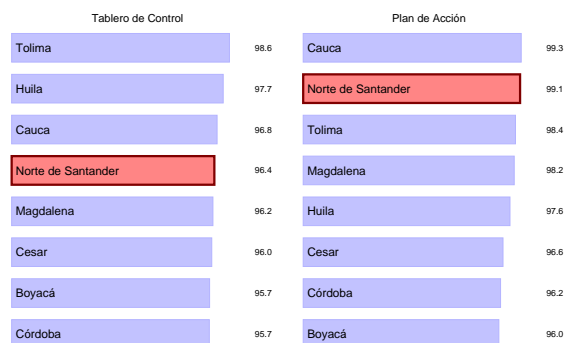 Tablero de Control
Tolima 98.6
Huila 97.7
Cauca 96.8
Norte de Santander 96.4
Magdalena 96.2
Cesar 96.0
Boyacá 95.7
Córdoba 95.7
Plan de Acción
Cauca 99.3
Norte de Santander 99.1
Tolima 98.4
Magdalena 98.2
Huila 97.6
Cesar 96.6
Córdoba 96.2
Boyacá 96.0